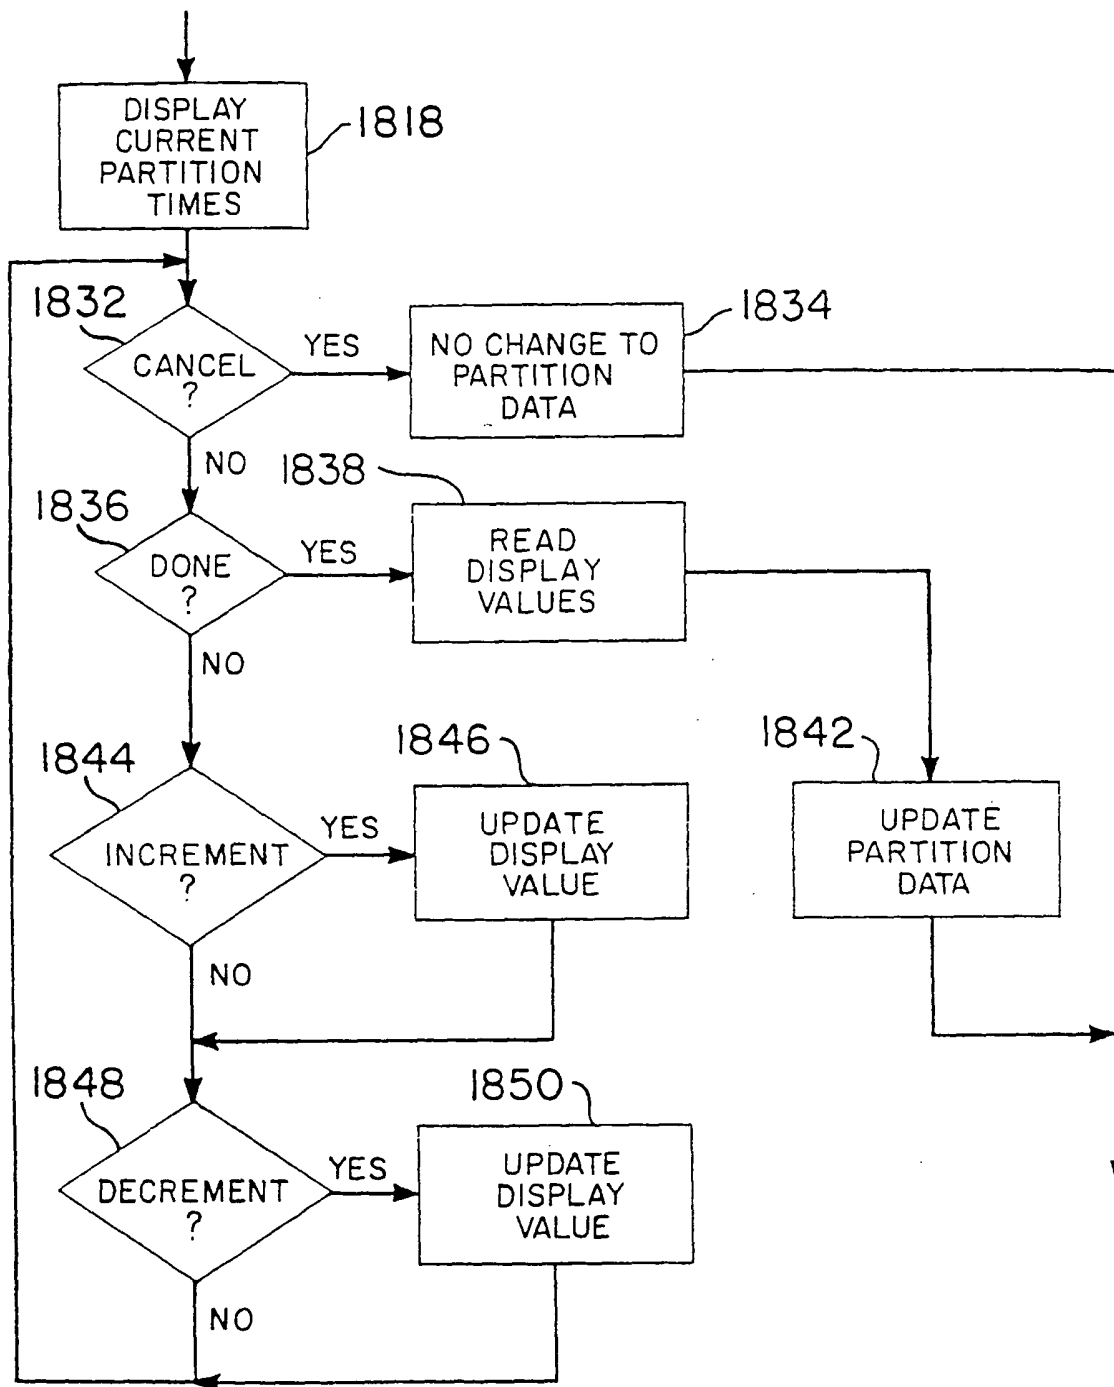 DISPLAY
CURRENT
PARTITION
TIMES
1818
1832
CANCEL
?
YES
NO CHANGE TO
PARTITION
DATA
1834
NO
1836
DONE
?
YES
1838
READ
DISPLAY
VALUES
NO
1842
UPDATE
PARTITION
DATA
1844
INCREMENT
?
YES
1846
UPDATE
DISPLAY
VALUE
NO
1848
DECREMENT
?
YES
1850
UPDATE
DISPLAY
VALUE
NO